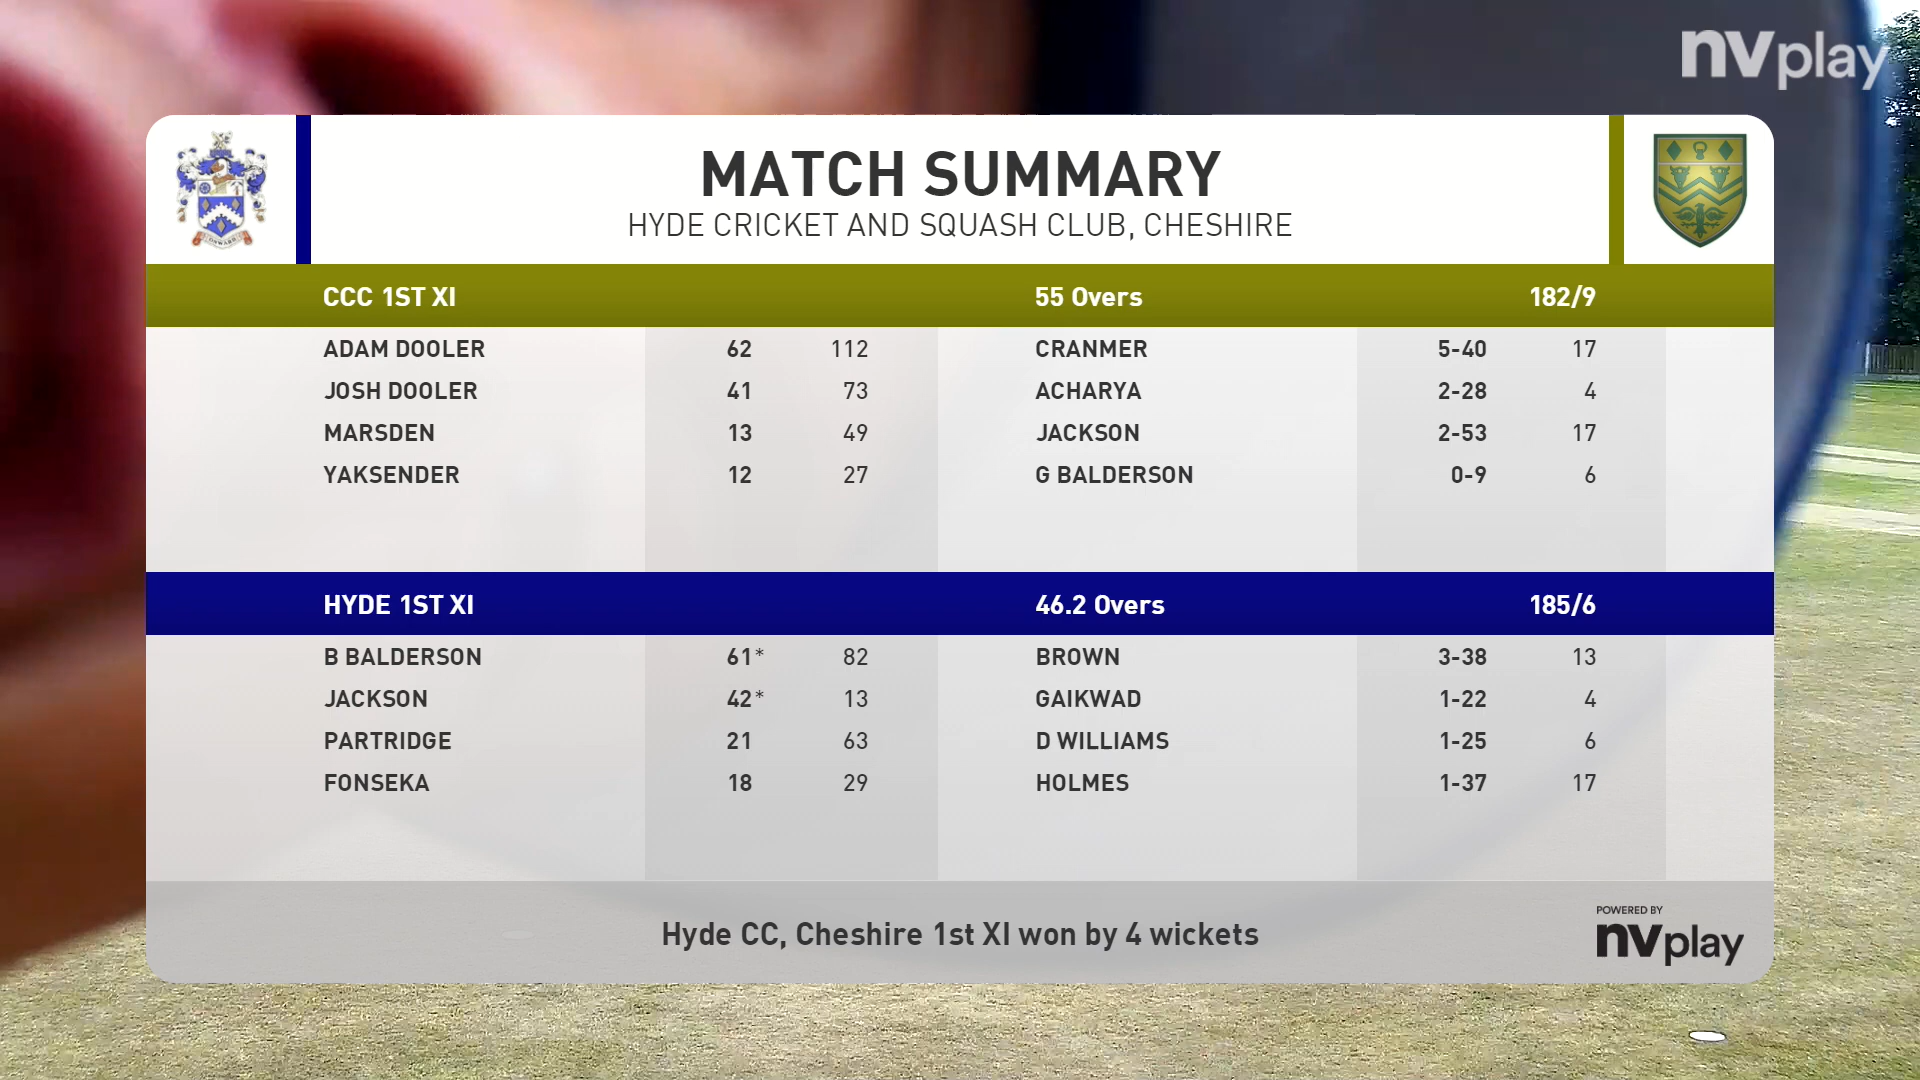 nvplay
MATCH SUMMARY
HYDE CRICKET AND SQUASH CLUB, CHESHIRE
CCC 1ST XI 55 Overs 182/9
ADAM DOOLER 62 112 CRANMER 5-40 17
JOSH DOOLER 41 73 ACHARYA 2-28 4
MARSDEN 13 49 JACKSON 2-53 17
YAKSENDER 12 27 G BALDERSON 0-9 6
HYDE 1ST XI 46.2 Overs 185/6
B BALDERSON 61* 82 BROWN 3-38 13
JACKSON 42* 13 GAIKWAD 1-22 4
PARTRIDGE 21 63 D WILLIAMS 1-25 6
FONSEKA 18 29 HOLMES 1-37 17
Hyde CC, Cheshire 1st XI won by 4 wickets
POWERED BY
nvplay